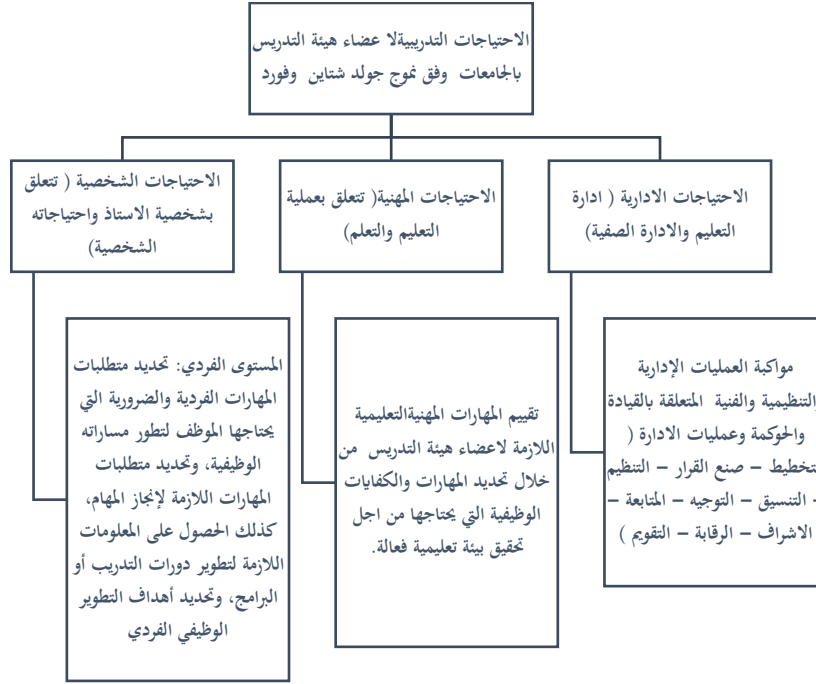 الاحتياجات التدريبيةلا عضاء هيئة التدريس
بالجامعات وفق نموج جولد شتاين وفورد
الاحتياجات الادارية ( ادارة
التعليم والادارة الصفية)
الاحتياجات المهنية( تتعلق بعملية
التعليم والتعلم)
الاحتياجات الشخصية ( تتعلق
بشخصية الاستاذ واحتياجاته
الشخصية)
مواكبة العمليات الإدارية
والتنظيمية والفنية المتعلقة بالقيادة
والحوكمة وعمليات الادارة (
تخطيط – صنع القرار – التنظيم
- التنسيق – التوجيه – المتابعة –
الاشراف – الرقابة – التقويم )
تقييم المهارات المهنيةالتعليمية
اللازمة لاعضاء هيئة التدريس من
خلال تحديد المهارات والكفايات
الوظيفية التي يحتاجها من اجل
تحقيق بيئة تعليمية فعالة.
المستوى الفردي: تحديد متطلبات
المهارات الفردية والضرورية التي
يحتاجها الموظف لتطور مساراته
الوظيفية، وتحديد متطلبات
المهارات اللازمة لإنجاز المهام،
كذلك الحصول على المعلومات
اللازمة لتطوير دورات التدريب أو
البرامج، وتحديد أهداف التطوير
الوظيفي الفردي